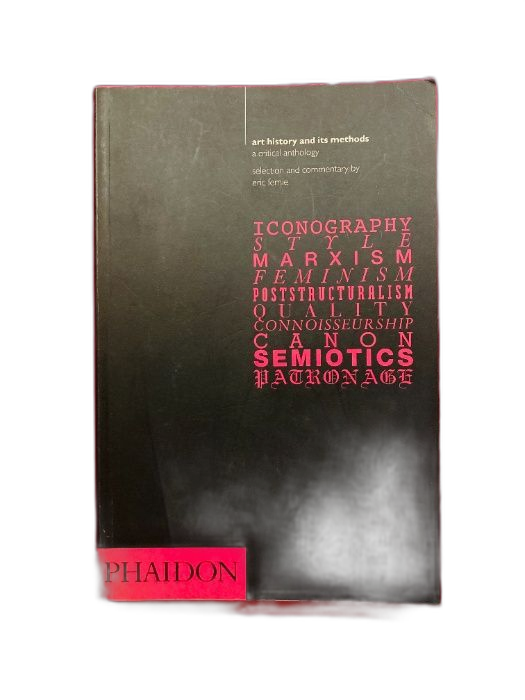 art history and its methods
a critical anthology
selection and commentary by
eric fernie
ICONOGRAPHY
STYLE
MARXISM
FEMINISM
POSTSTRUCTURALISM
QUALITY
CONNOISSEURSHIP
CANON
SEMIOTICS
PATRONAGE
PHAIDON